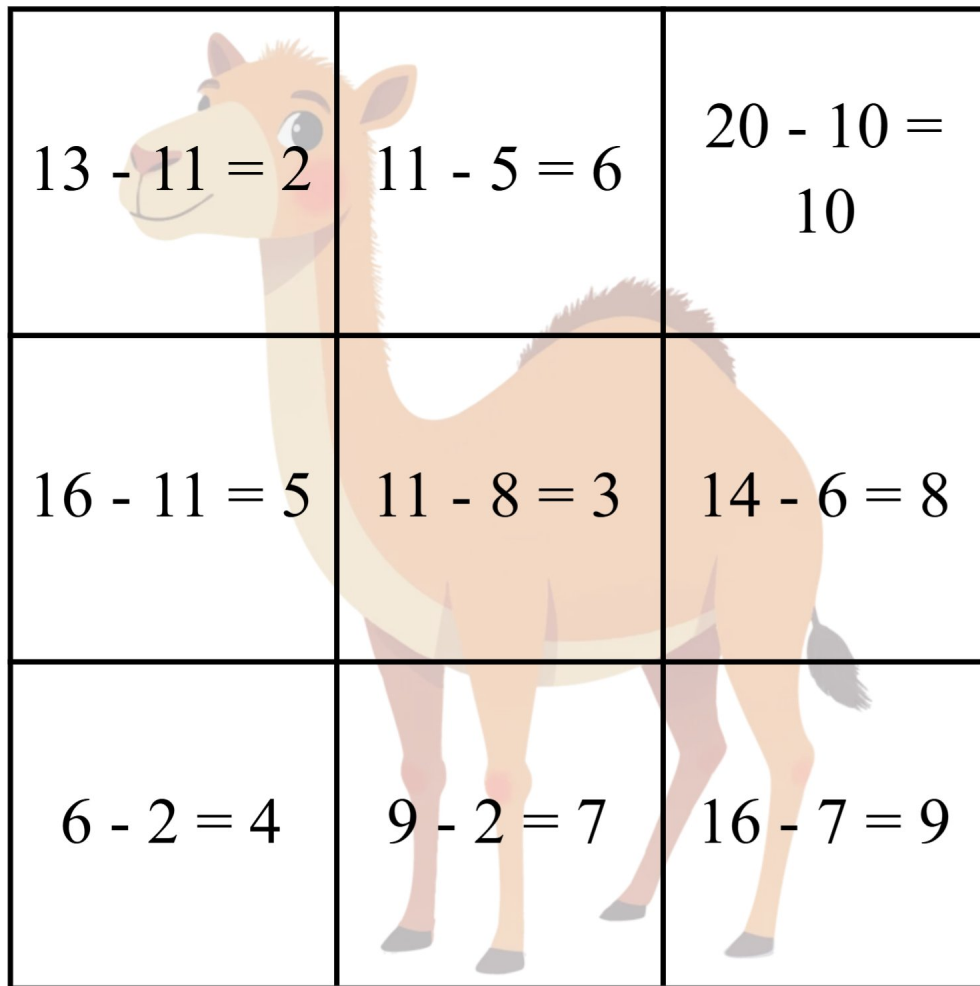 13 - 11 = 2
11 - 5 = 6
20 - 10 =
10
16 - 11 = 5
11 - 8 = 3
14 - 6 = 8
6 - 2 = 4
9 - 2 = 7
16 - 7 = 9